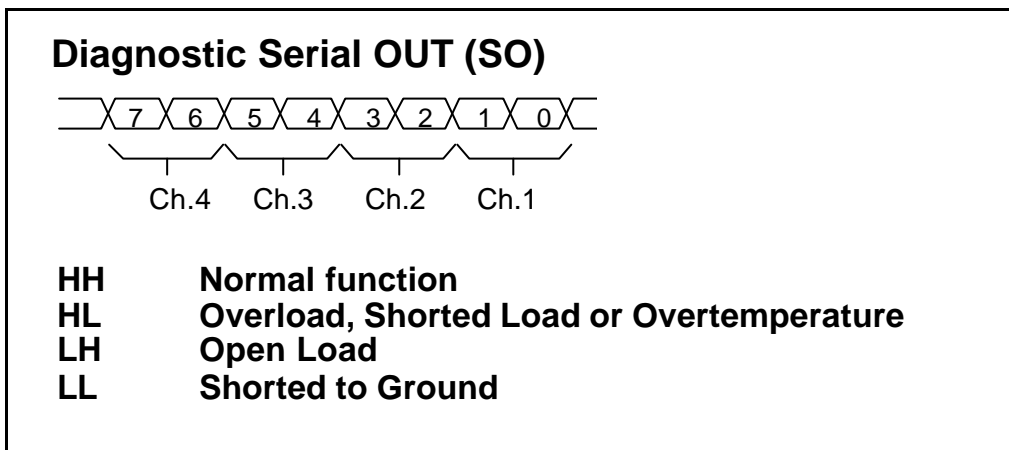 Diagnostic Serial OUT (SO)
7 6 5 4 3 2 1 0
Ch.4 Ch.3 Ch.2 Ch.1
HH Normal function
HL Overload, Shorted Load or Overtemperature
LH Open Load
LL Shorted to Ground